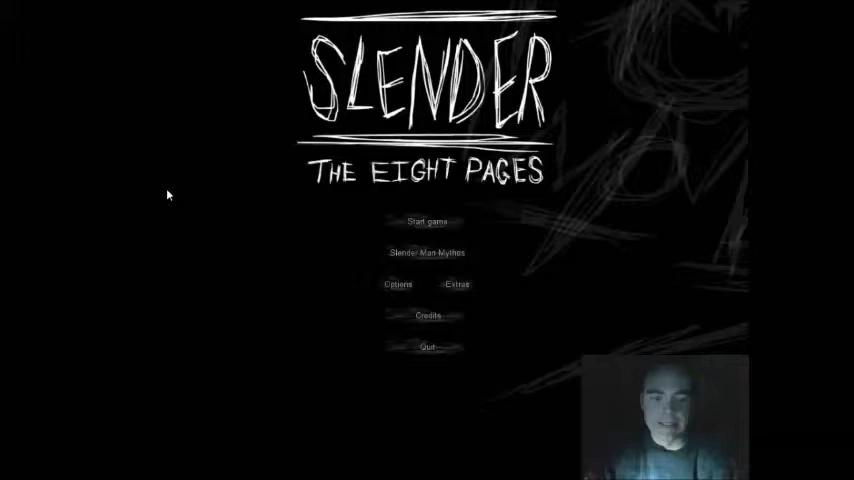 SLENDER
THE EIGHT PAGES
Start game
Slender Man Mythos
Options Extras
Credits
Quit